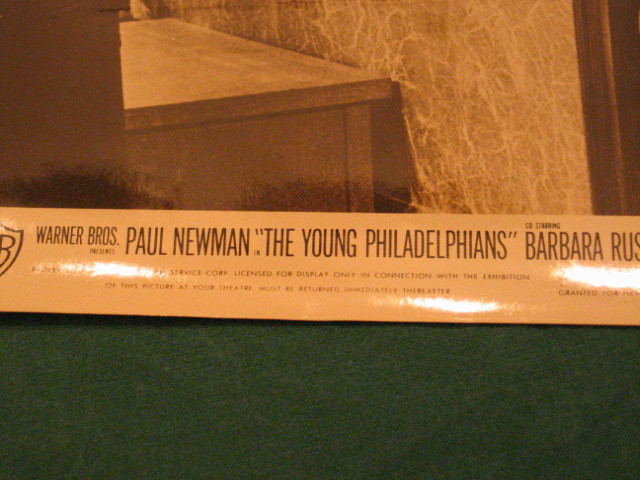 WARNER BROS. PRESENTS PAUL NEWMAN IN "THE YOUNG PHILADELPHIANS" CO STARRING BARBARA RUS
SERVICE CORP. LICENSED FOR DISPLAY ONLY IN CONNECTION WITH THE EXHIBITION
OF THIS PICTURE AT YOUR THEATRE. MUST BE RETURNED IMMEDIATELY THEREAFTER.
GRANTED FOR